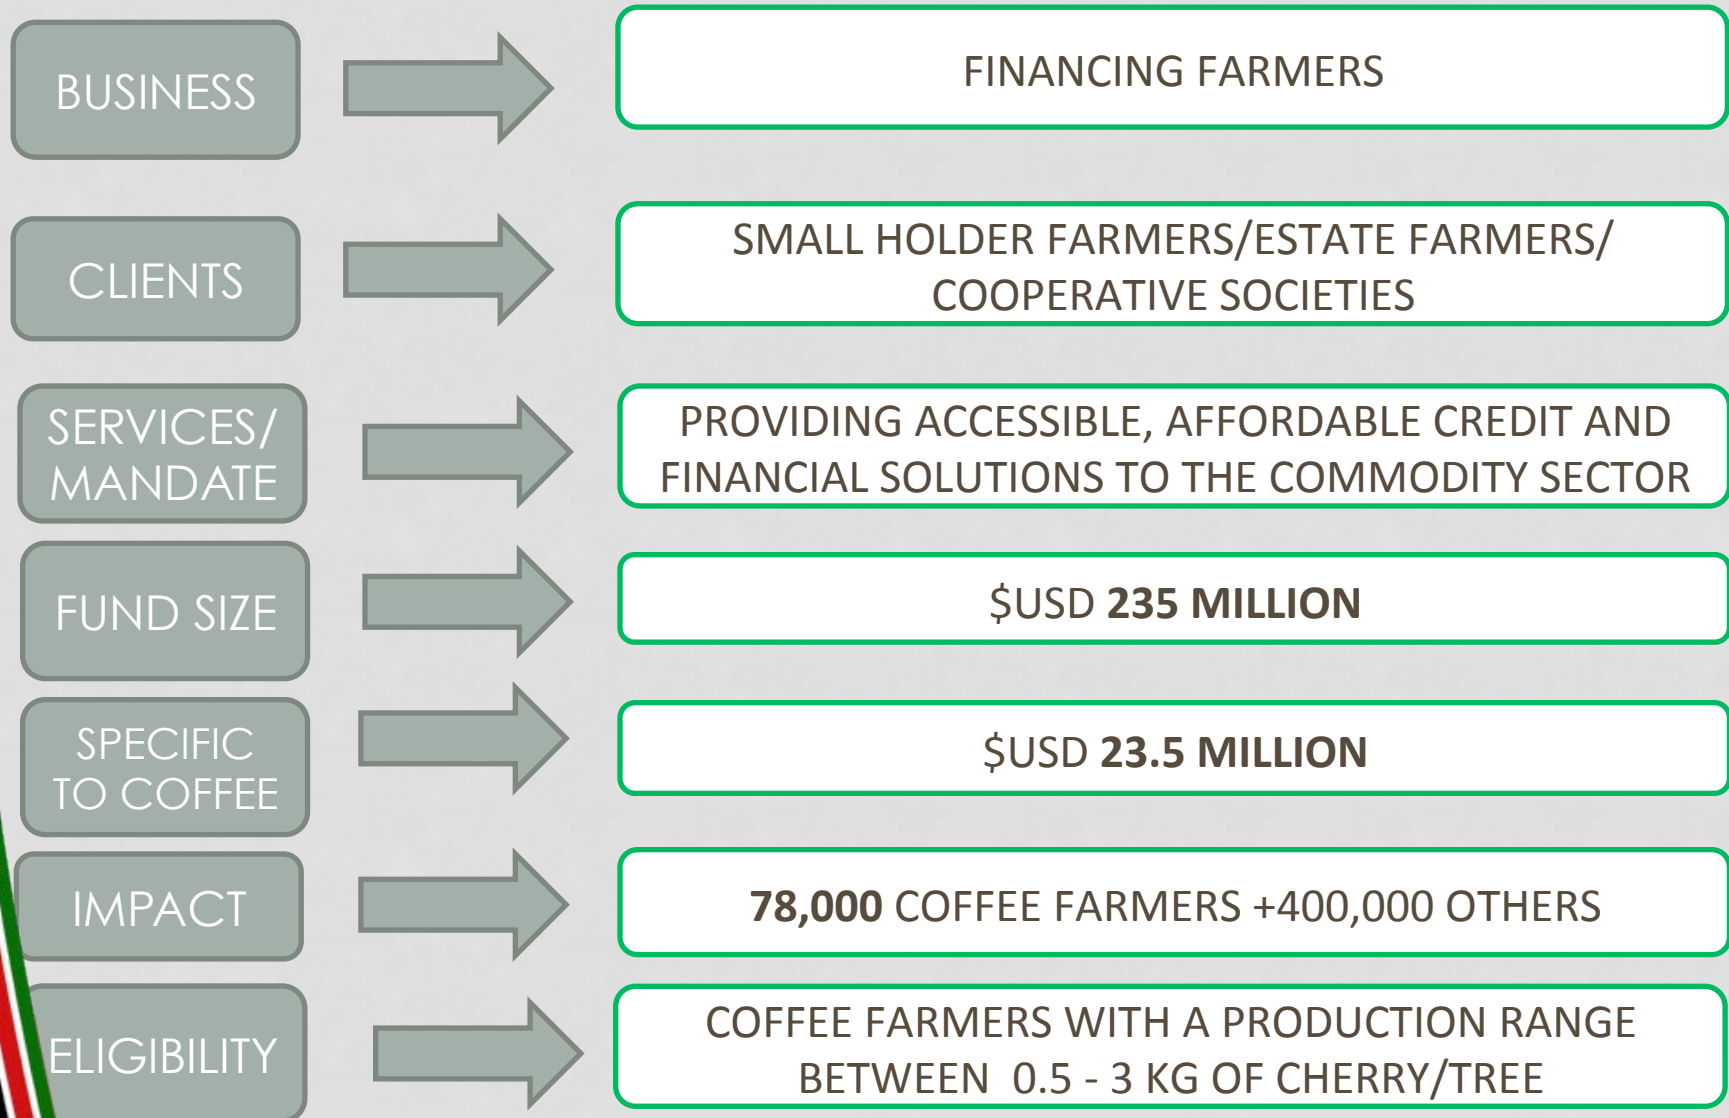 BUSINESS
FINANCING FARMERS
CLIENTS
SMALL HOLDER FARMERS/ESTATE FARMERS/
COOPERATIVE SOCIETIES
SERVICES/
MANDATE
PROVIDING ACCESSIBLE, AFFORDABLE CREDIT AND
FINANCIAL SOLUTIONS TO THE COMMODITY SECTOR
FUND SIZE
$USD 235 MILLION
SPECIFIC
TO COFFEE
$USD 23.5 MILLION
IMPACT
78,000 COFFEE FARMERS +400,000 OTHERS
ELIGIBILITY
COFFEE FARMERS WITH A PRODUCTION RANGE
BETWEEN 0.5 - 3 KG OF CHERRY/TREE